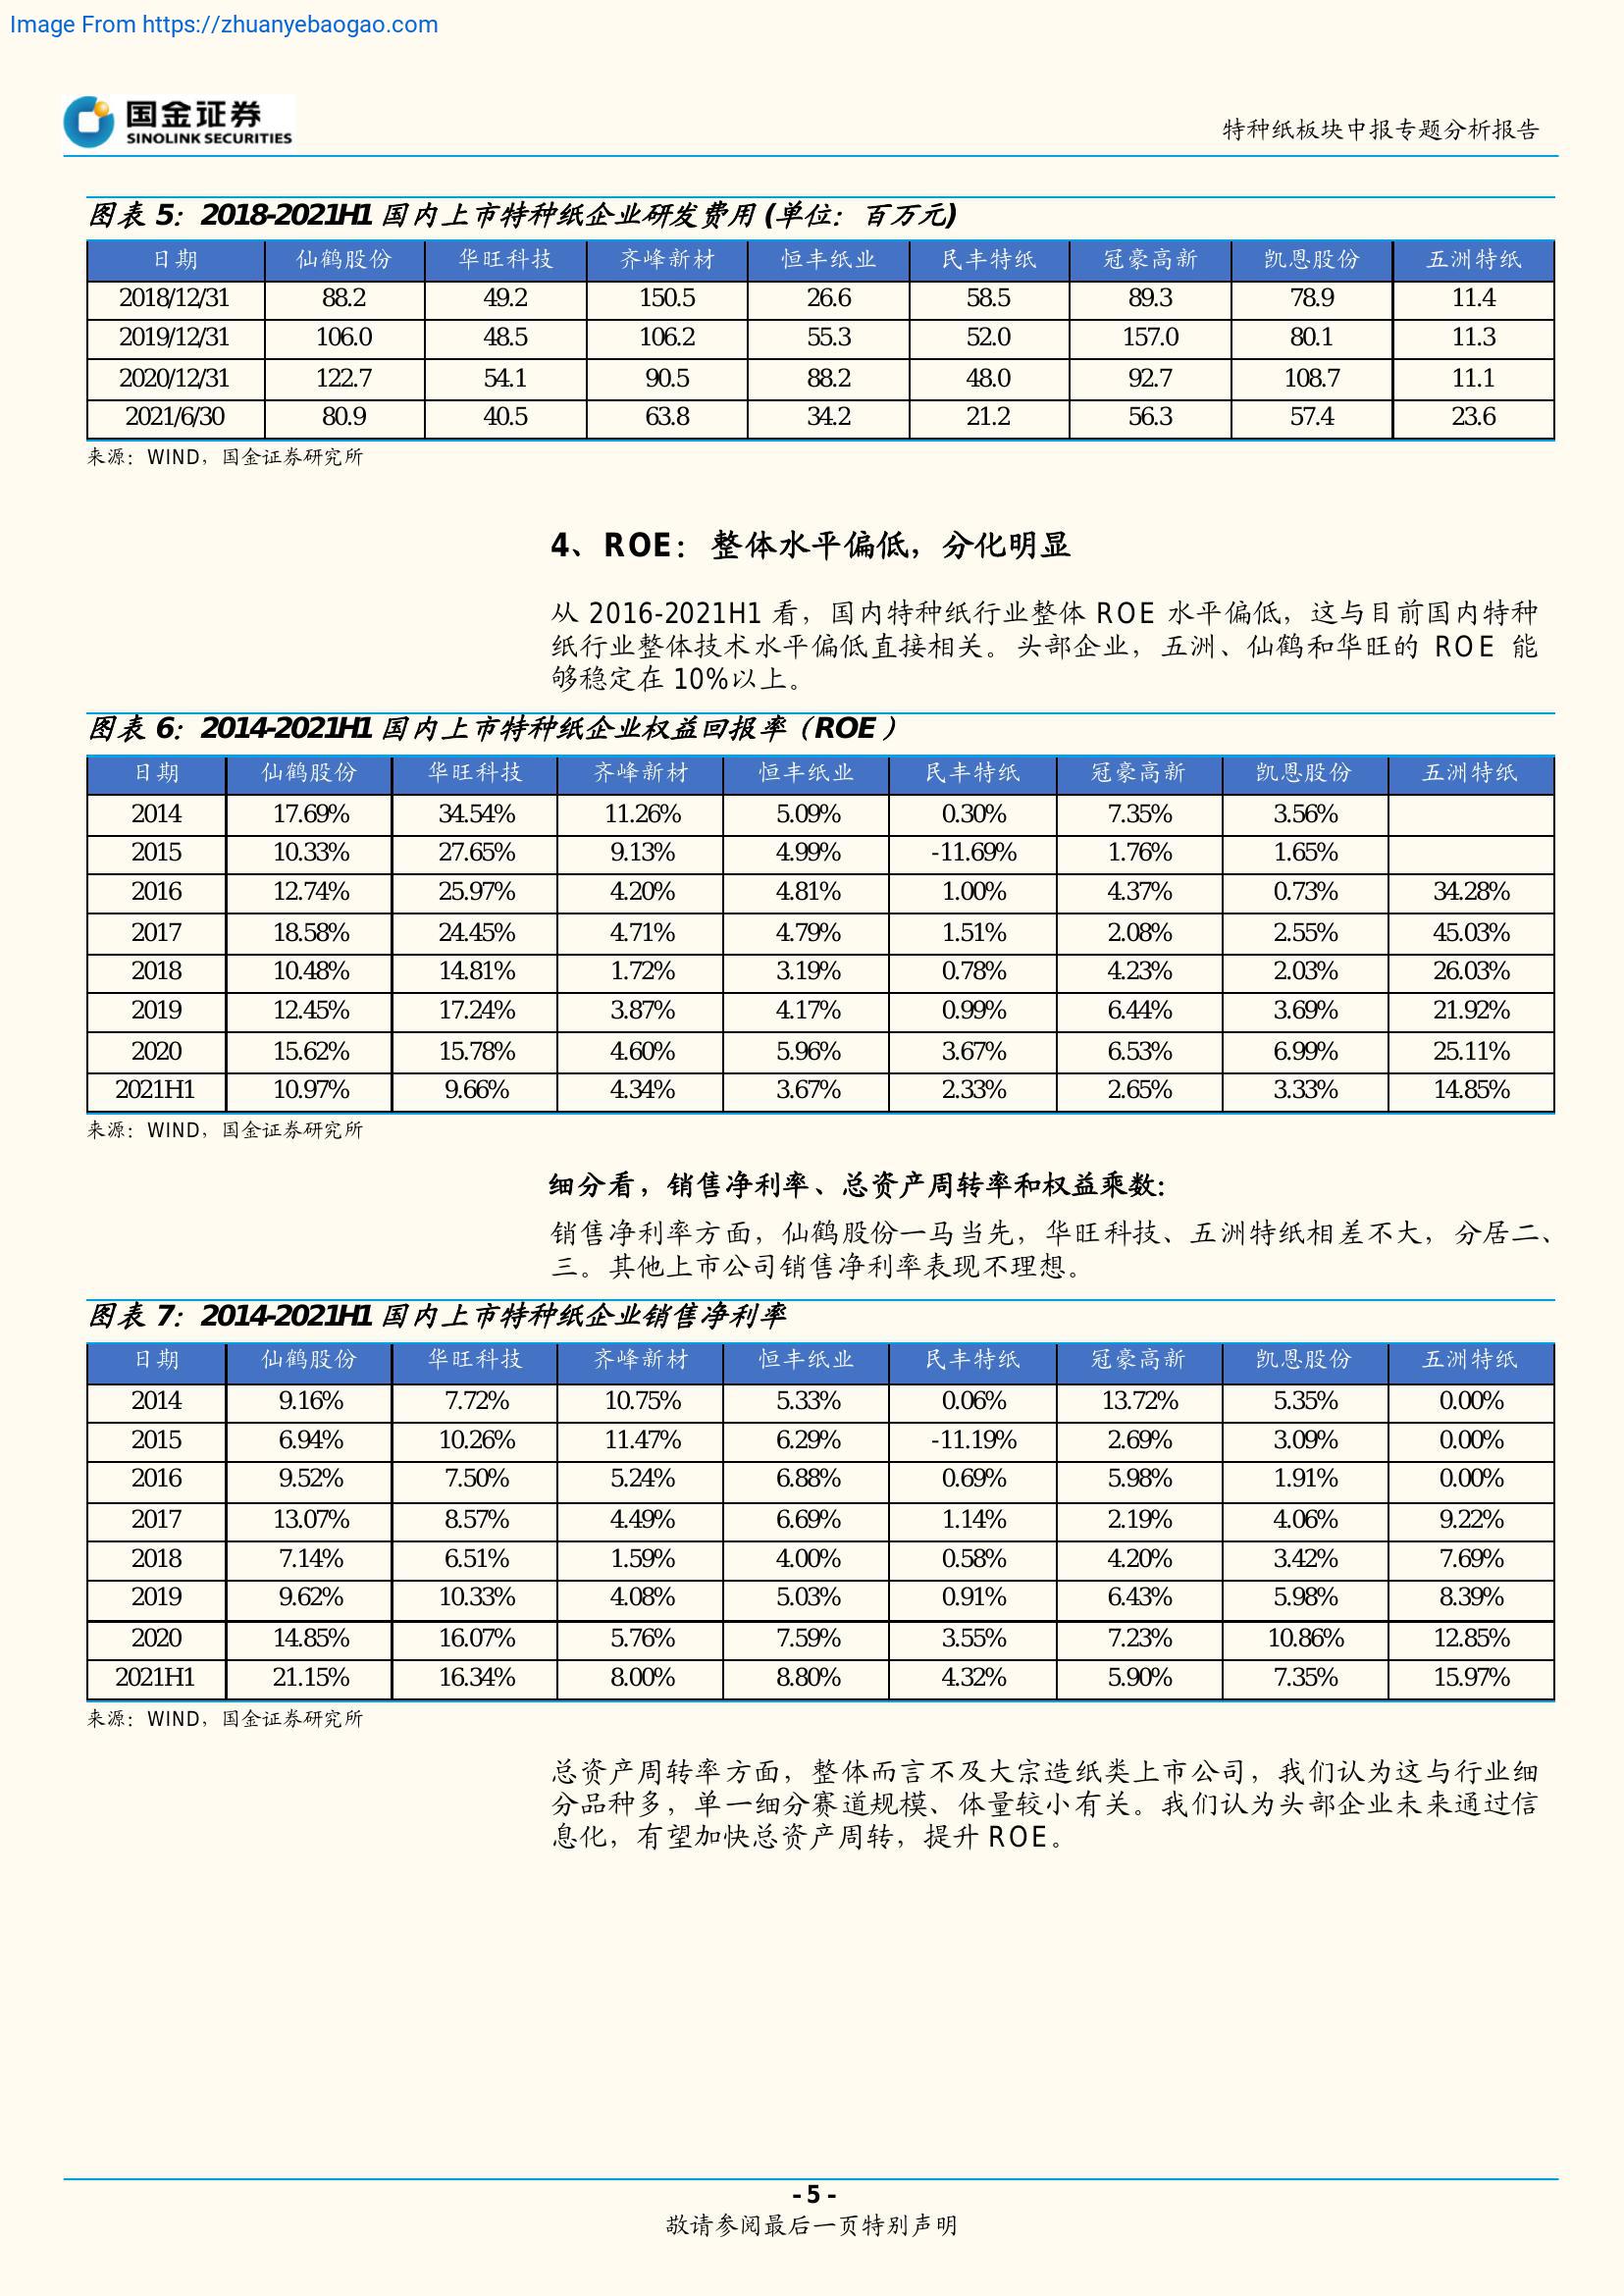 Image From https://zhuanyebaogao.com
国金证券
SINOLINK SECURITIES
特种纸板块中报专题分析报告
图表 5：2018-2021H1 国内上市特种纸企业研发费用 (单位：百万元)
日期 仙鹤股份 华旺科技 齐峰新材 恒丰纸业 民丰特纸 冠豪高新 凯恩股份 五洲特纸
2018/12/31 88.2 49.2 150.5 26.6 58.5 89.3 78.9 11.4
2019/12/31 106.0 48.5 106.2 55.3 52.0 157.0 80.1 11.3
2020/12/31 122.7 54.1 90.5 88.2 48.0 92.7 108.7 11.1
2021/6/30 80.9 40.5 63.8 34.2 21.2 56.3 57.4 23.6
来源：WIND，国金证券研究所
4、ROE：整体水平偏低，分化明显
从 2016-2021H1 看，国内特种纸行业整体 ROE 水平偏低，这与目前国内特种
纸行业整体技术水平偏低直接相关。头部企业，五洲、仙鹤和华旺的 ROE 能
够稳定在 10%以上。
图表 6：2014-2021H1 国内上市特种纸企业权益回报率（ROE）
日期 仙鹤股份 华旺科技 齐峰新材 恒丰纸业 民丰特纸 冠豪高新 凯恩股份 五洲特纸
2014 17.69% 34.54% 11.26% 5.09% 0.30% 7.35% 3.56%
2015 10.33% 27.65% 9.13% 4.99% -11.69% 1.76% 1.65%
2016 12.74% 25.97% 4.20% 4.81% 1.00% 4.37% 0.73% 34.28%
2017 18.58% 24.45% 4.71% 4.79% 1.51% 2.08% 2.55% 45.03%
2018 10.48% 14.81% 1.72% 3.19% 0.78% 4.23% 2.03% 26.03%
2019 12.45% 17.24% 3.87% 4.17% 0.99% 6.44% 3.69% 21.92%
2020 15.62% 15.78% 4.60% 5.96% 3.67% 6.53% 6.99% 25.11%
2021H1 10.97% 9.66% 4.34% 3.67% 2.33% 2.65% 3.33% 14.85%
来源：WIND，国金证券研究所
细分看，销售净利率、总资产周转率和权益乘数：
销售净利率方面，仙鹤股份一马当先，华旺科技、五洲特纸相差不大，分居二、
三。其他上市公司销售净利率表现不理想。
图表 7：2014-2021H1 国内上市特种纸企业销售净利率
日期 仙鹤股份 华旺科技 齐峰新材 恒丰纸业 民丰特纸 冠豪高新 凯恩股份 五洲特纸
2014 9.16% 7.72% 10.75% 5.33% 0.06% 13.72% 5.35% 0.00%
2015 6.94% 10.26% 11.47% 6.29% -11.19% 2.69% 3.09% 0.00%
2016 9.52% 7.50% 5.24% 6.88% 0.69% 5.98% 1.91% 0.00%
2017 13.07% 8.57% 4.49% 6.69% 1.14% 2.19% 4.06% 9.22%
2018 7.14% 6.51% 1.59% 4.00% 0.58% 4.20% 3.42% 7.69%
2019 9.62% 10.33% 4.08% 5.03% 0.91% 6.43% 5.98% 8.39%
2020 14.85% 16.07% 5.76% 7.59% 3.55% 7.23% 10.86% 12.85%
2021H1 21.15% 16.34% 8.00% 8.80% 4.32% 5.90% 7.35% 15.97%
来源：WIND，国金证券研究所
总资产周转率方面，整体而言不及大宗造纸类上市公司，我们认为这与行业细
分品种多，单一细分赛道规模、体量较小有关。我们认为头部企业未来通过信
息化，有望加快总资产周转，提升 ROE。
- 5 -
敬请参阅最后一页特别声明